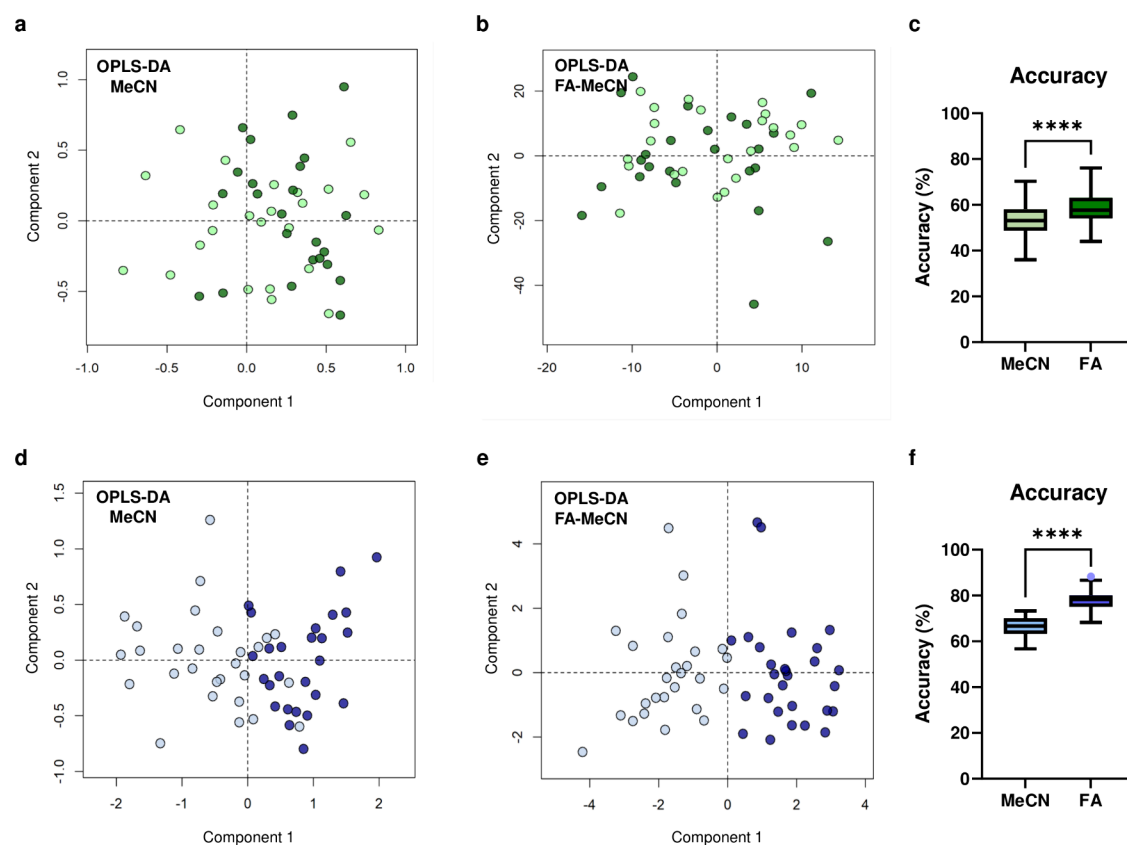 a
OPLS-DA
MeCN
Component 2
1.0
0.5
0.0
-0.5
-1.0
-0.5
0.0
0.5
1.0
Component 1
b
OPLS-DA
FA-MeCN
Component 2
20
0
-20
-40
-20
-10
0
10
Component 1
c
Accuracy
****
Accuracy (%)
100
80
60
40
20
0
MeCN
FA
d
OPLS-DA
MeCN
Component 2
1.5
1.0
0.5
0.0
-0.5
-1.0
-2
-1
0
1
2
Component 1
e
OPLS-DA
FA-MeCN
Component 2
4
2
0
-2
-4
-2
0
2
4
Component 1
f
Accuracy
****
Accuracy (%)
100
80
60
40
20
0
MeCN
FA